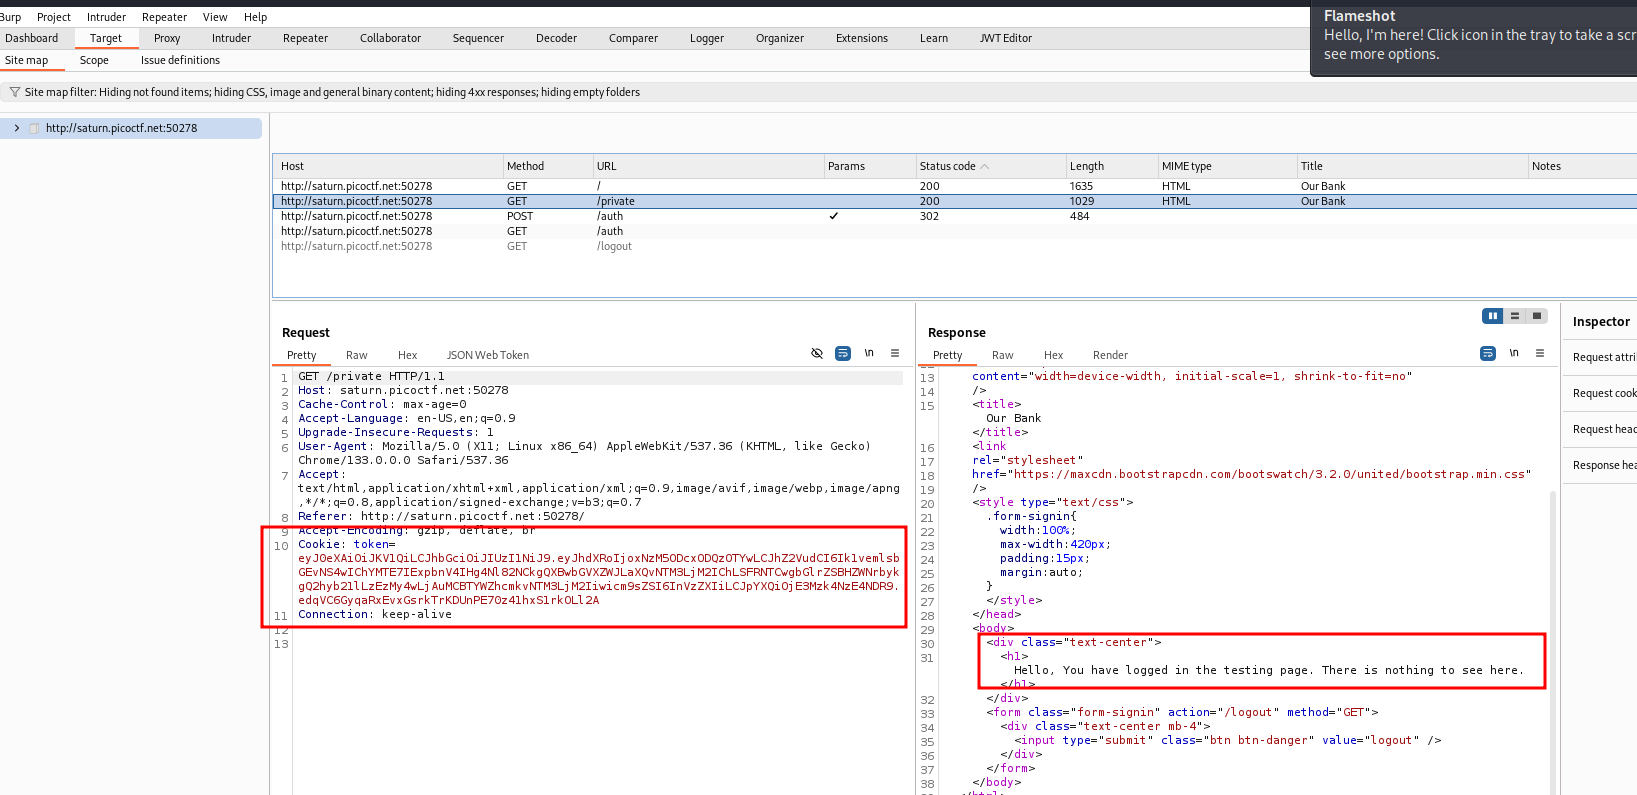 Burp Project Intruder Repeater View Help
Dashboard Target Proxy Intruder Repeater Collaborator Sequencer Decoder Comparer Logger Organizer Extensions Learn JWT Editor
Flameshot
Hello, I'm here! Click icon in the tray to take a scr
see more options.
Site map Scope Issue definitions
Site map filter: Hiding not found items; hiding CSS, image and general binary content; hiding 4xx responses; hiding empty folders
http://saturn.picoctf.net:50278
Host Method URL Params Status code Length MIME type Title Notes
http://saturn.picoctf.net:50278 GET / 200 1635 HTML Our Bank
http://saturn.picoctf.net:50278 GET /private 200 1029 HTML Our Bank
http://saturn.picoctf.net:50278 POST /auth ✓ 302 484
http://saturn.picoctf.net:50278 GET /auth
http://saturn.picoctf.net:50278 GET /logout
Request
Pretty Raw Hex JSON Web Token \n
1 GET /private HTTP/1.1
2 Host: saturn.picoctf.net:50278
3 Cache-Control: max-age=0
4 Accept-Language: en-US,en;q=0.9
5 Upgrade-Insecure-Requests: 1
6 User-Agent: Mozilla/5.0 (X11; Linux x86_64) AppleWebKit/537.36 (KHTML, like Gecko)
Chrome/133.0.0.0 Safari/537.36
7 Accept:
text/html,application/xhtml+xml,application/xml;q=0.9,image/avif,image/webp,image/apng
,*/*;q=0.8,application/signed-exchange;v=b3;q=0.7
8 Referer: http://saturn.picoctf.net:50278/
9 Accept-Encoding: gzip, deflate, br
10 Cookie: token=
11 Connection: keep-alive
12
13
Response
Pretty Raw Hex Render \n
13 content="width=device-width, initial-scale=1, shrink-to-fit=no"
14 />
15 <title>
Our Bank
</title>
16 <link
17 rel="stylesheet"
18 href="https://maxcdn.bootstrapcdn.com/bootswatch/3.2.0/united/bootstrap.min.css"
19 />
20 <style type="text/css">
21 .form-signin{
22 width:100%;
23 max-width:420px;
24 padding:15px;
25 margin:auto;
26 }
27 </style>
28 </head>
29 <body>
30 <div class="text-center">
31 <h1>
Hello, You have logged in the testing page. There is nothing to see here.
</h1>
32 </div>
33 <form class="form-signin" action="/logout" method="GET">
34 <div class="text-center mb-4">
35 <input type="submit" class="btn btn-danger" value="logout" />
36 </div>
37 </form>
38 </body>
Inspector
Request attri
Request cook
Request head
Response hea